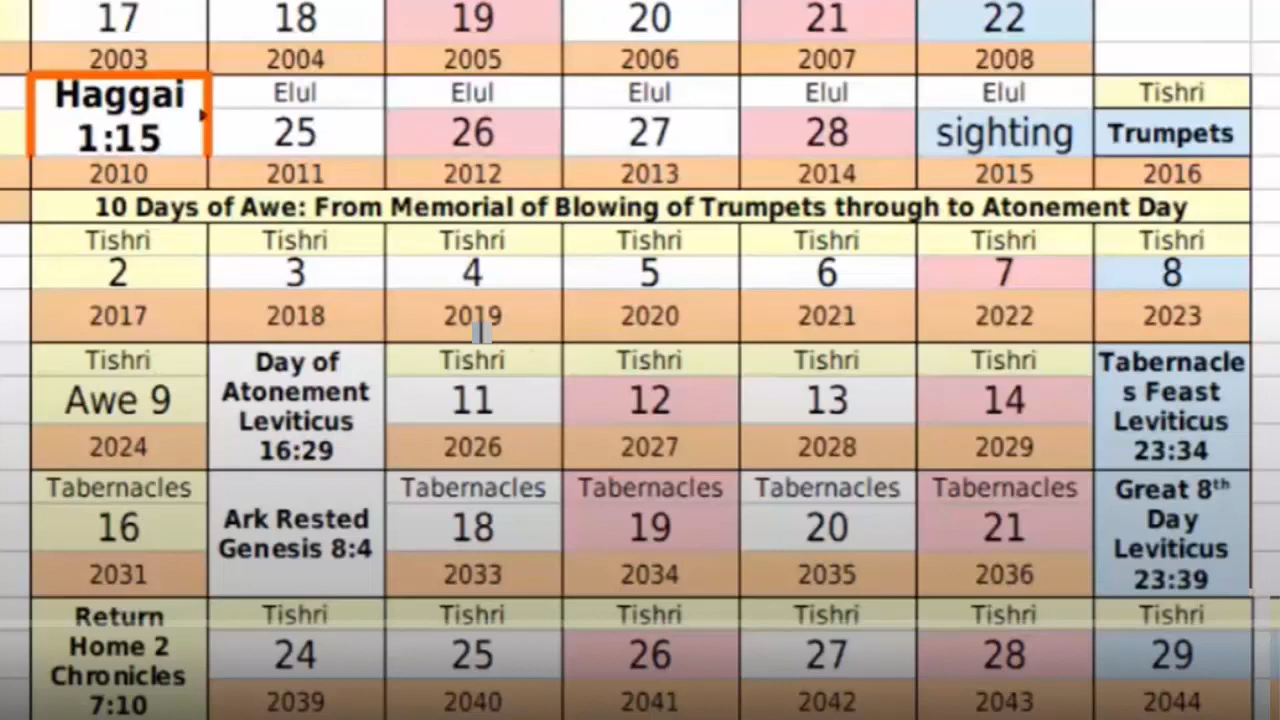 17 18 19 20 21 22
2003 2004 2005 2006 2007 2008
Haggai 1:15 Elul Elul Elul Elul Elul Tishri
25 26 27 28 sighting Trumpets
2010 2011 2012 2013 2014 2015 2016
10 Days of Awe: From Memorial of Blowing of Trumpets through to Atonement Day
Tishri Tishri Tishri Tishri Tishri Tishri Tishri
2 3 4 5 6 7 8
2017 2018 2019 2020 2021 2022 2023
Tishri Day of Tishri Tishri Tishri Tishri Tabernacle
Awe 9 Atonement 11 12 13 14 s Feast
Leviticus Leviticus
2024 16:29 2026 2027 2028 2029 23:34
Tabernacles Tabernacles Tabernacles Tabernacles Tabernacles Great 8th
16 Ark Rested 18 19 20 21 Day
Genesis 8:4 Leviticus
2031 2033 2034 2035 2036 23:39
Return Tishri Tishri Tishri Tishri Tishri Tishri
Home 2 24 25 26 27 28 29
Chronicles
7:10 2039 2040 2041 2042 2043 2044